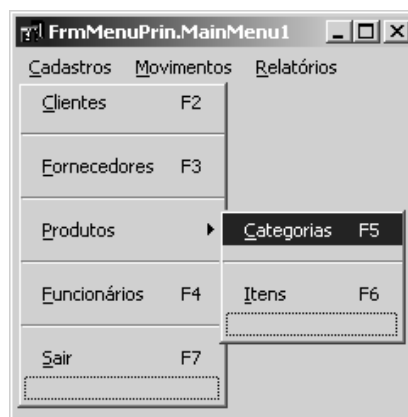 FrmMenuPrin.MainMenu1
Cadastros Movimentos Relatórios
Clientes F2
Fornecedores F3
Produtos
Categorias F5
Funcionários F4
Itens F6
Sair F7